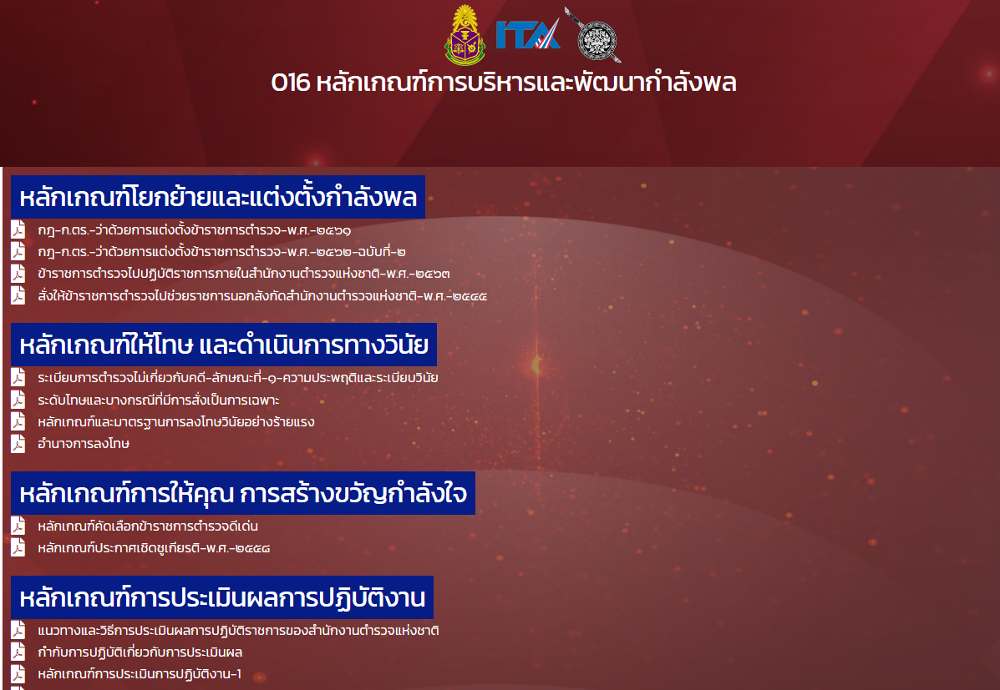 ITA
O16 หลักเกณฑ์การบริหารและพัฒนากำลังพล
หลักเกณฑ์โยกย้ายและแต่งตั้งกำลังพล
กฎ-ก.ตร.-ว่าด้วยการแต่งตั้งข้าราชการตำรวจ-พ.ศ.-๒๕๖๑
กฎ-ก.ตร.-ว่าด้วยการแต่งตั้งข้าราชการตำรวจ-พ.ศ.-๒๕๖๒-ฉบับที่-๒
ข้าราชการตำรวจไปปฏิบัติราชการภายในสำนักงานตำรวจแห่งชาติ-พ.ศ.-๒๕๖๓
สั่งให้ข้าราชการตำรวจไปช่วยราชการนอกสังกัดสำนักงานตำรวจแห่งชาติ-พ.ศ.-๒๕๔๕
หลักเกณฑ์ให้โทษ และดำเนินการทางวินัย
ระเบียบการตำรวจไม่เกี่ยวกับคดี-ลักษณะที่-๑-ความประพฤติและระเบียบวินัย
ระดับโทษและบางกรณีที่มีการสั่งเป็นการเฉพาะ
หลักเกณฑ์และมาตรฐานการลงโทษวินัยอย่างร้ายแรง
อำนาจการลงโทษ
หลักเกณฑ์การให้คุณ การสร้างขวัญกำลังใจ
หลักเกณฑ์คัดเลือกข้าราชการตำรวจดีเด่น
หลักเกณฑ์ประกาศเชิดชูเกียรติ-พ.ศ.-๒๕๕๘
หลักเกณฑ์การประเมินผลการปฏิบัติงาน
แนวทางและวิธีการประเมินผลการปฏิบัติราชการของสำนักงานตำรวจแห่งชาติ
กำกับการปฏิบัติเกี่ยวกับการประเมินผล
หลักเกณฑ์การประเมินการปฏิบัติงาน-1